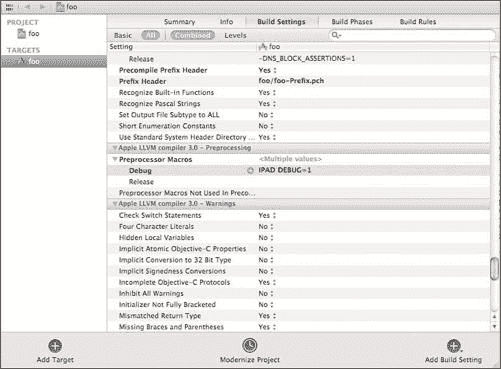 foo
PROJECT
foo
TARGETS
foo
Summary Info Build Settings Build Phases Build Rules
Basic All Combined Levels
Setting foo
Release -DNS_BLOCK_ASSERTIONS=1
Precompile Prefix Header Yes
Prefix Header foo/foo-Prefix.pch
Recognize Built-in Functions Yes
Recognize Pascal Strings Yes
Set Output File Subtype to ALL No
Short Enumeration Constants No
Use Standard System Header Directory ... Yes
Apple LLVM compiler 3.0 - Preprocessing
Preprocessor Macros <Multiple values>
Debug IPAD DEBUG=1
Release
Preprocessor Macros Not Used In Preco...
Apple LLVM compiler 3.0 - Warnings
Check Switch Statements Yes
Four Character Literals No
Hidden Local Variables No
Implicit Atomic Objective-C Properties No
Implicit Conversion to 32 Bit Type No
Implicit Signedness Conversions No
Incomplete Objective-C Protocols Yes
Inhibit All Warnings No
Initializer Not Fully Bracketed No
Mismatched Return Type Yes
Missing Braces and Parentheses Yes
Add Target Modernize Project Add Build Setting